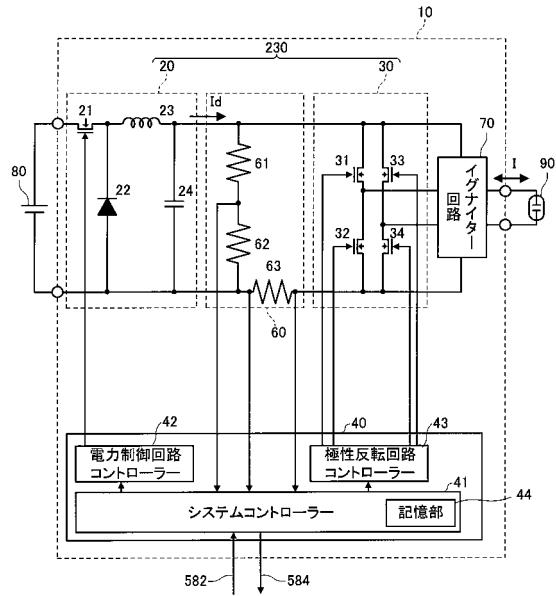 10
230
20
30
21
23
Id
31
33
70
イグナイター
回路
I
90
80
22
24
61
62
32
34
63
60
40
42
43
電力制御回路
コントローラー
極性反転回路
コントローラー
41
44
システムコントローラー
記憶部
582
584